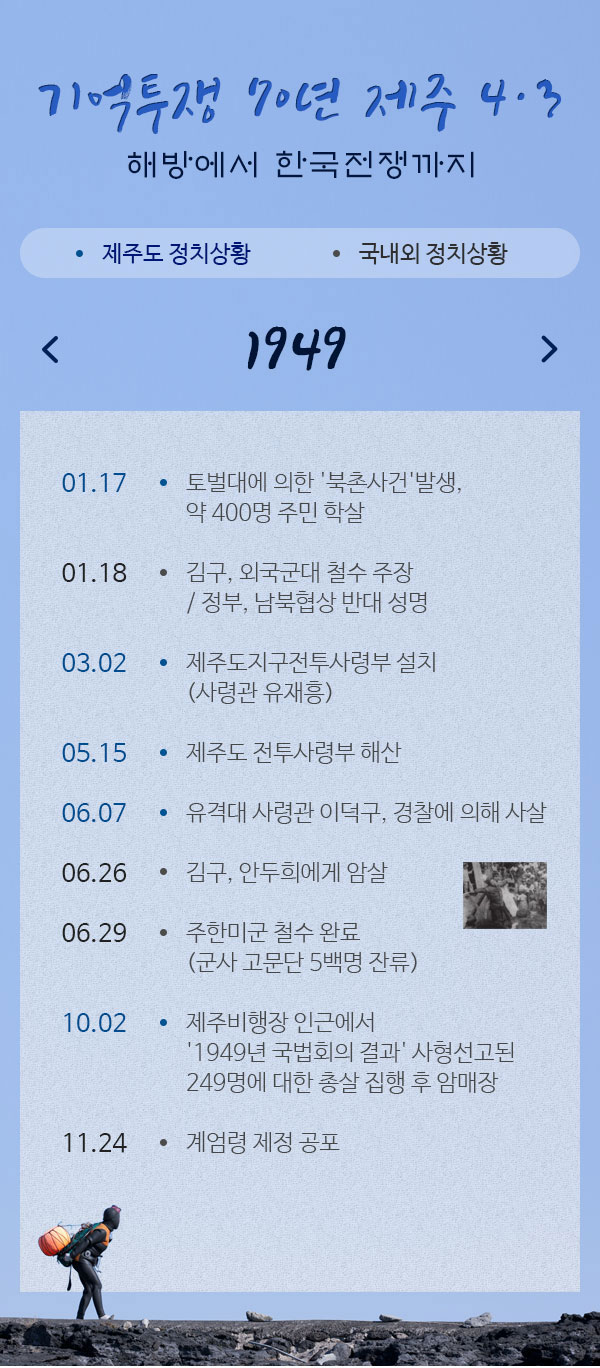 기억투쟁 70년 제주 4·3
해방에서 한국전쟁까지
• 제주도 정치상황 • 국내외 정치상황
< 1949 >
01.17 • 토벌대에 의한 '북촌사건'발생,
약 400명 주민 학살
01.18 • 김구, 외국군대 철수 주장
/ 정부, 남북협상 반대 성명
03.02 • 제주도지구전투사령부 설치
(사령관 유재흥)
05.15 • 제주도 전투사령부 해산
06.07 • 유격대 사령관 이덕구, 경찰에 의해 사살
06.26 • 김구, 안두희에게 암살
06.29 • 주한미군 철수 완료
(군사 고문단 5백명 잔류)
10.02 • 제주비행장 인근에서
'1949년 국법회의 결과' 사형선고된
249명에 대한 총살 집행 후 암매장
11.24 • 계엄령 제정 공포